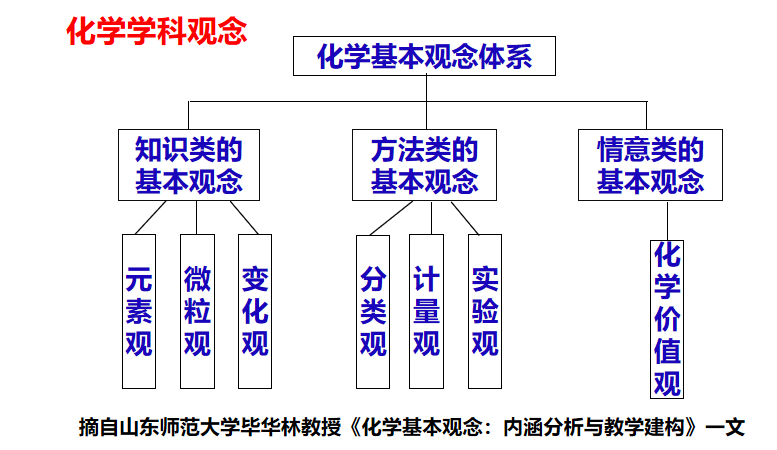 化学学科观念
化学基本观念体系
知识类的
基本观念
方法类的
基本观念
情意类的
基本观念
元素观
微粒观
变化观
分类观
计量观
实验观
化学价值观
摘自山东师范大学毕华林教授《化学基本观念：内涵分析与教学建构》一文